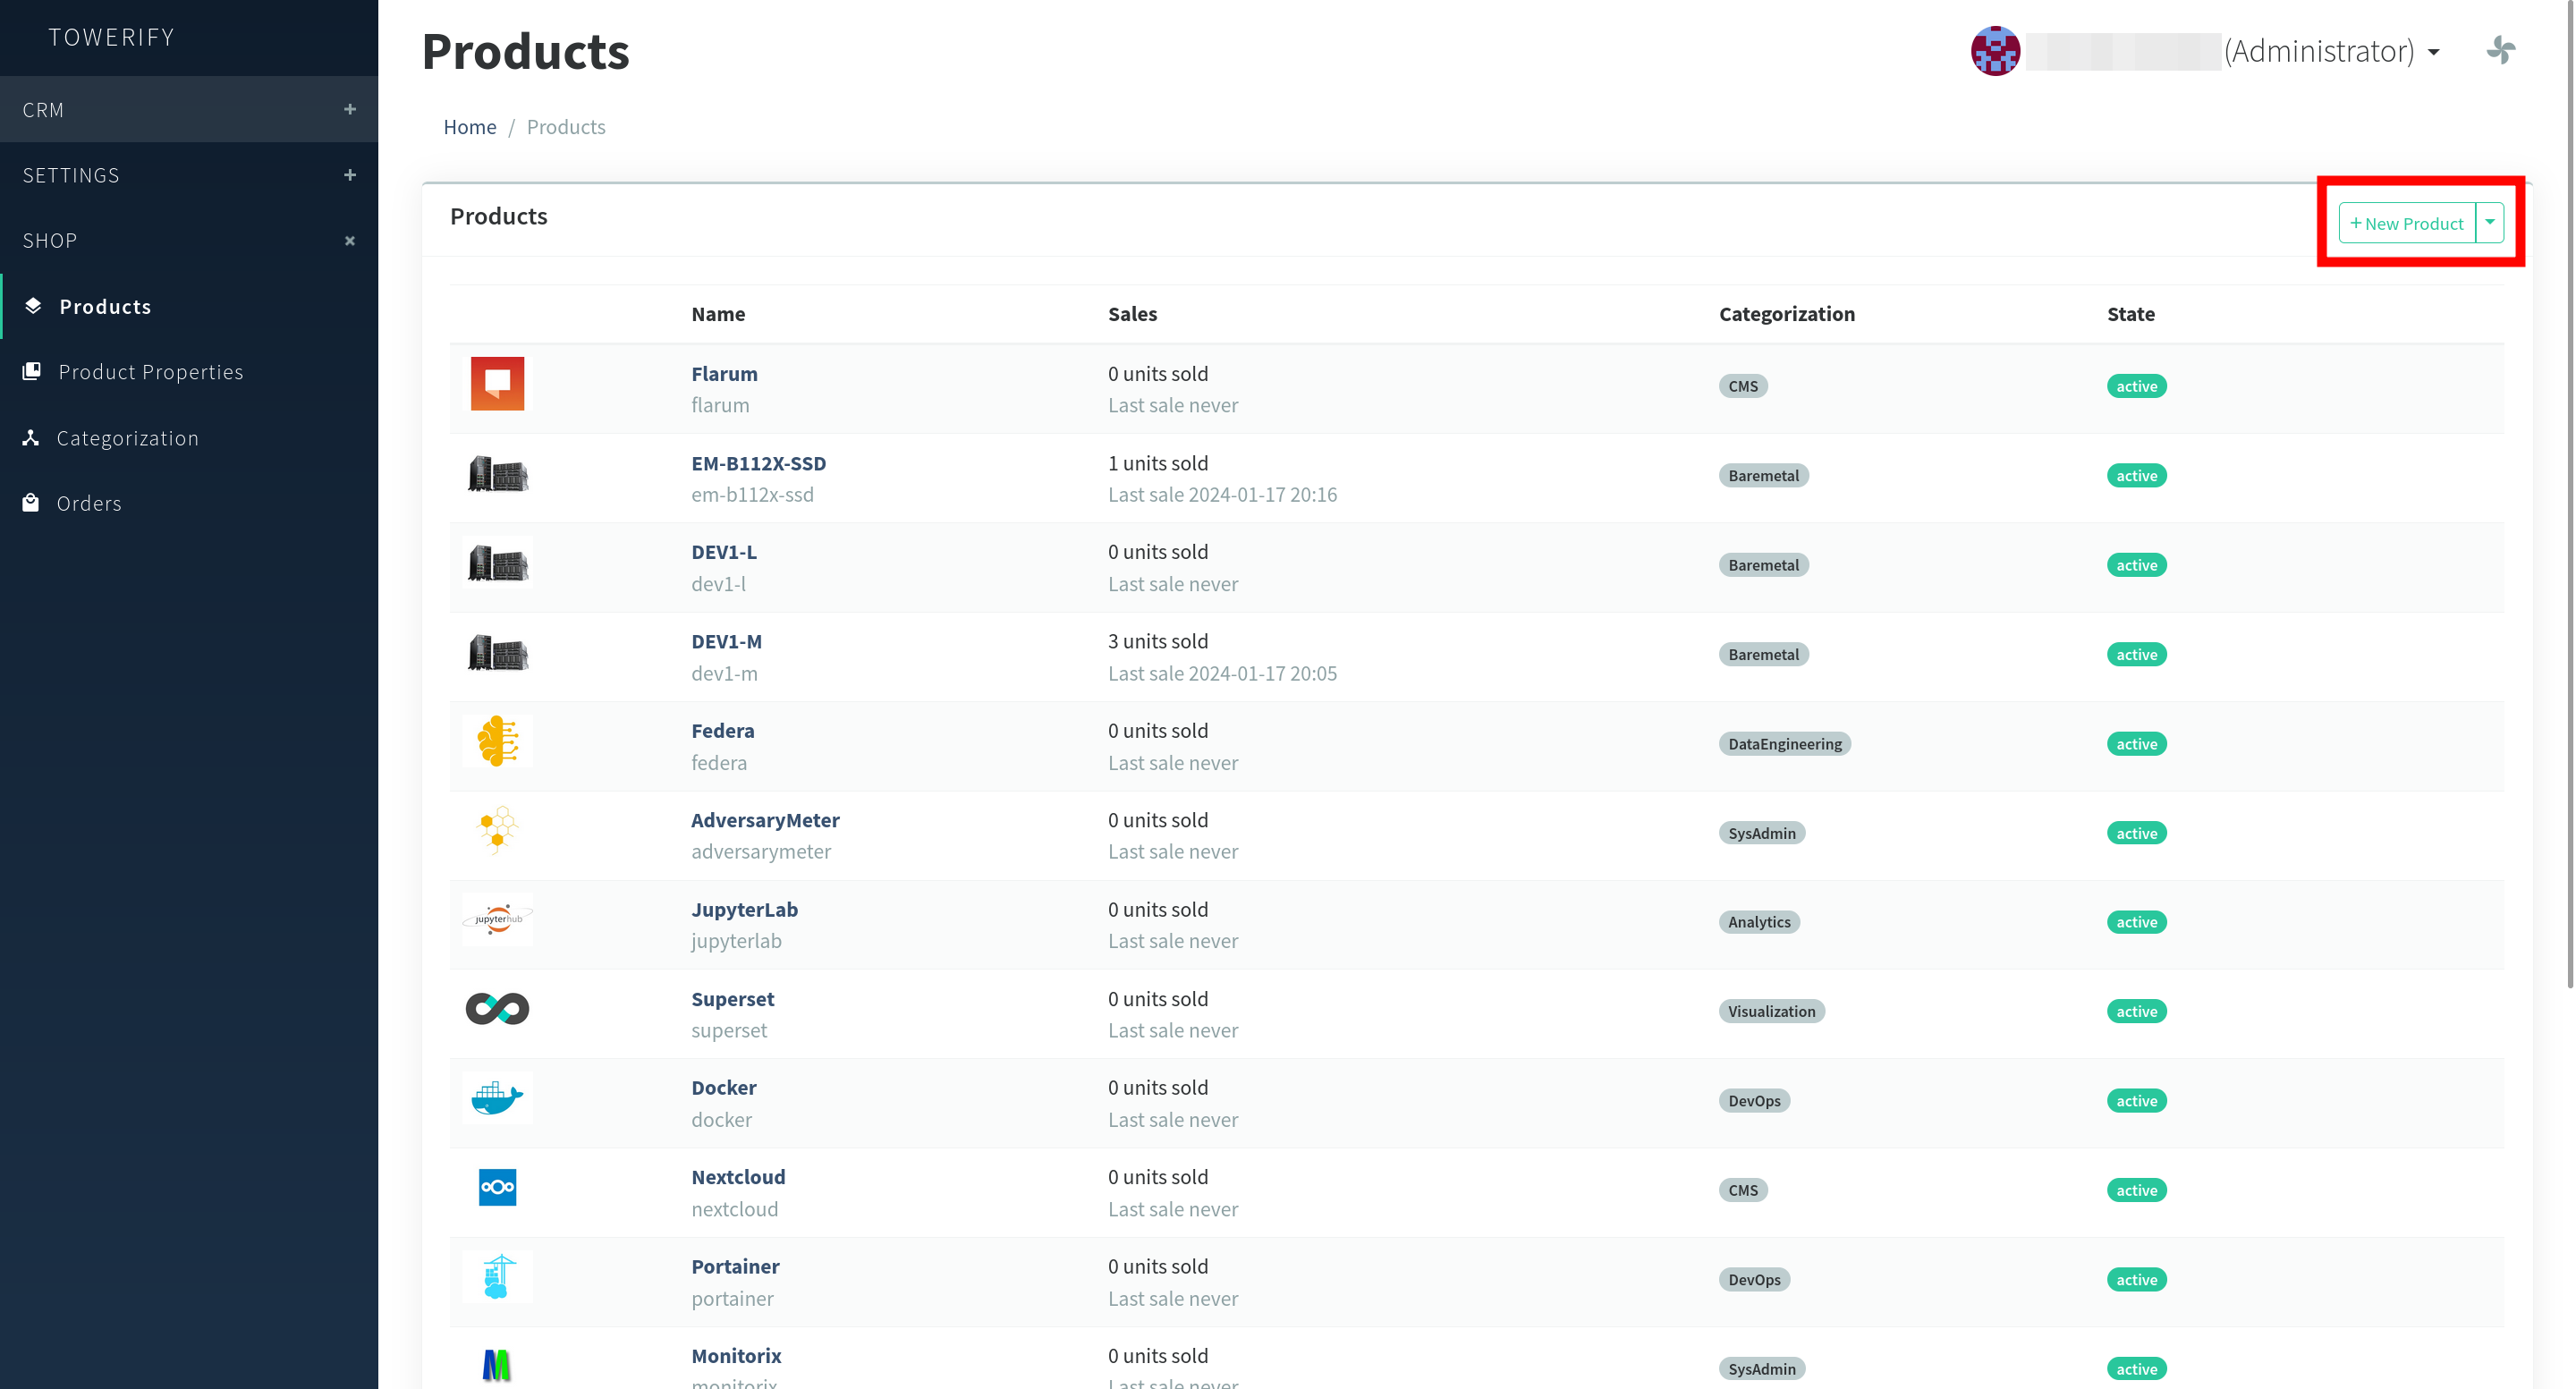 TOWERIFY
CRM +
SETTINGS +
SHOP ×
Products
Product Properties
Categorization
Orders
Products
(Administrator)
Home / Products
Products
+ New Product
Name Sales Categorization State
Flarum 0 units sold CMS active
flarum Last sale never
EM-B112X-SSD 1 units sold Baremetal active
em-b112x-ssd Last sale 2024-01-17 20:16
DEV1-L 0 units sold Baremetal active
dev1-l Last sale never
DEV1-M 3 units sold Baremetal active
dev1-m Last sale 2024-01-17 20:05
Federa 0 units sold DataEngineering active
federa Last sale never
AdversaryMeter 0 units sold SysAdmin active
adversarymeter Last sale never
jupyterhub JupyterLab 0 units sold Analytics active
jupyterlab Last sale never
Superset 0 units sold Visualization active
superset Last sale never
Docker 0 units sold DevOps active
docker Last sale never
Nextcloud 0 units sold CMS active
nextcloud Last sale never
Portainer 0 units sold DevOps active
portainer Last sale never
Monitorix 0 units sold SysAdmin active
monitorix Last sale never